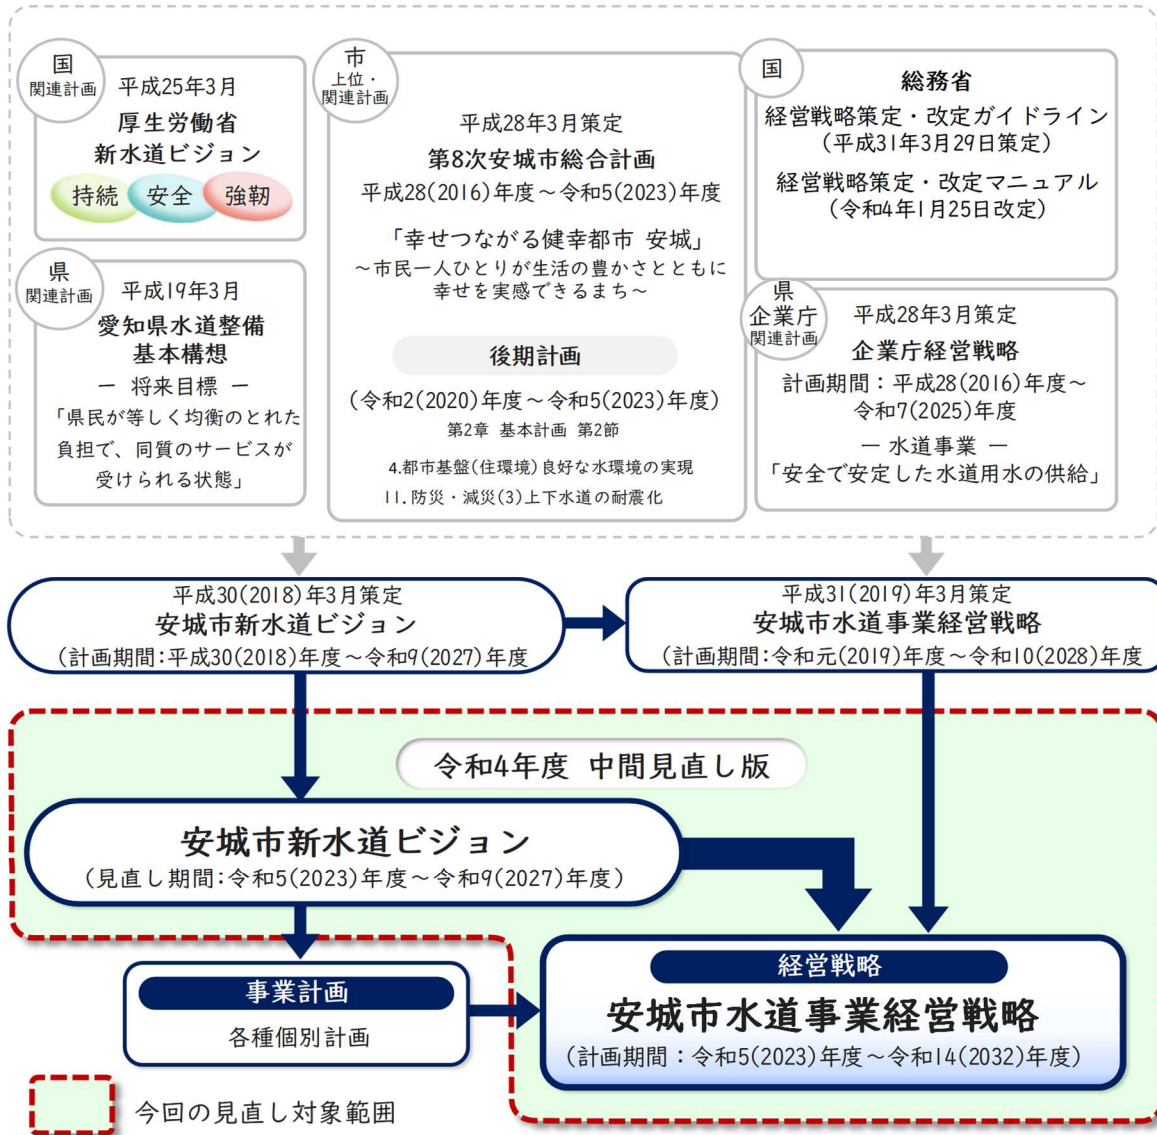 国
関連計画
平成25年3月
厚生労働省
新水道ビジョン
持続
安全
強靭
県
関連計画
平成19年3月
愛知県水道整備
基本構想
― 将来目標 ―
「県民が等しく均衡のとれた
負担で、同質のサービスが
受けられる状態」
市
上位・
関連計画
平成28年3月策定
第8次安城市総合計画
平成28(2016)年度～令和5(2023)年度
「幸せつながる健幸都市 安城」
～市民一人ひとりが生活の豊かさとともに
幸せを実感できるまち～
後期計画
(令和2(2020)年度～令和5(2023)年度)
第2章 基本計画 第2節
4.都市基盤(住環境)良好な水環境の実現
11.防災・減災(3)上下水道の耐震化
国
総務省
経営戦略策定・改定ガイドライン
(平成31年3月29日策定)
経営戦略策定・改定マニュアル
(令和4年1月25日改定)
県
企業庁
関連計画
平成28年3月策定
企業庁経営戦略
計画期間：平成28(2016)年度～
令和7(2025)年度
― 水道事業 ―
「安全で安定した水道用水の供給」
平成30(2018)年3月策定
安城市新水道ビジョン
(計画期間:平成30(2018)年度～令和9(2027)年度
平成31(2019)年3月策定
安城市水道事業経営戦略
(計画期間:令和元(2019)年度～令和10(2028)年度
令和4年度 中間見直し版
安城市新水道ビジョン
(見直し期間:令和5(2023)年度～令和9(2027)年度)
事業計画
各種個別計画
経営戦略
安城市水道事業経営戦略
(計画期間：令和5(2023)年度～令和14(2032)年度)
今回の見直し対象範囲